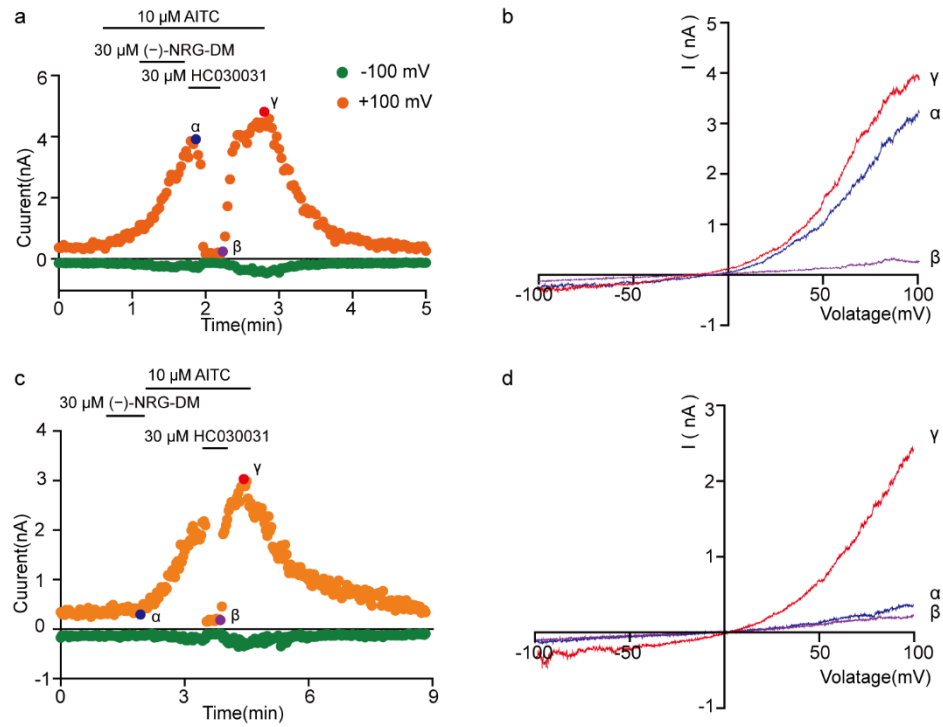 a
10 μM AITC
30 μM (−)-NRG-DM
30 μM HC030031
-100 mV
+100 mV
α
β
γ
6
4
2
0
Cuurent(nA)
0 1 2 3 4 5
Time(min)
b
I ( nA )
5
4
3
2
1
-1
-100 -50 50 100
Volatage(mV)
γ
α
β
c
10 μM AITC
30 μM (−)-NRG-DM
30 μM HC030031
γ
α
β
4
3
2
1
0
-1
Cuurent(nA)
0 3 6 9
Time(min)
d
I ( nA )
3
2
1
-1
-100 -50 0 50 100
Volatage(mV)
γ
α
β